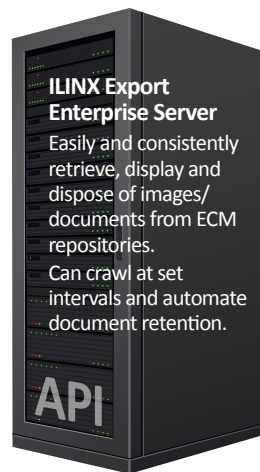 ILINX Export
Enterprise Server
Easily and consistently
retrieve, display and
dispose of images/
documents from ECM
repositories.
Can crawl at set
intervals and automate
document retention.
API